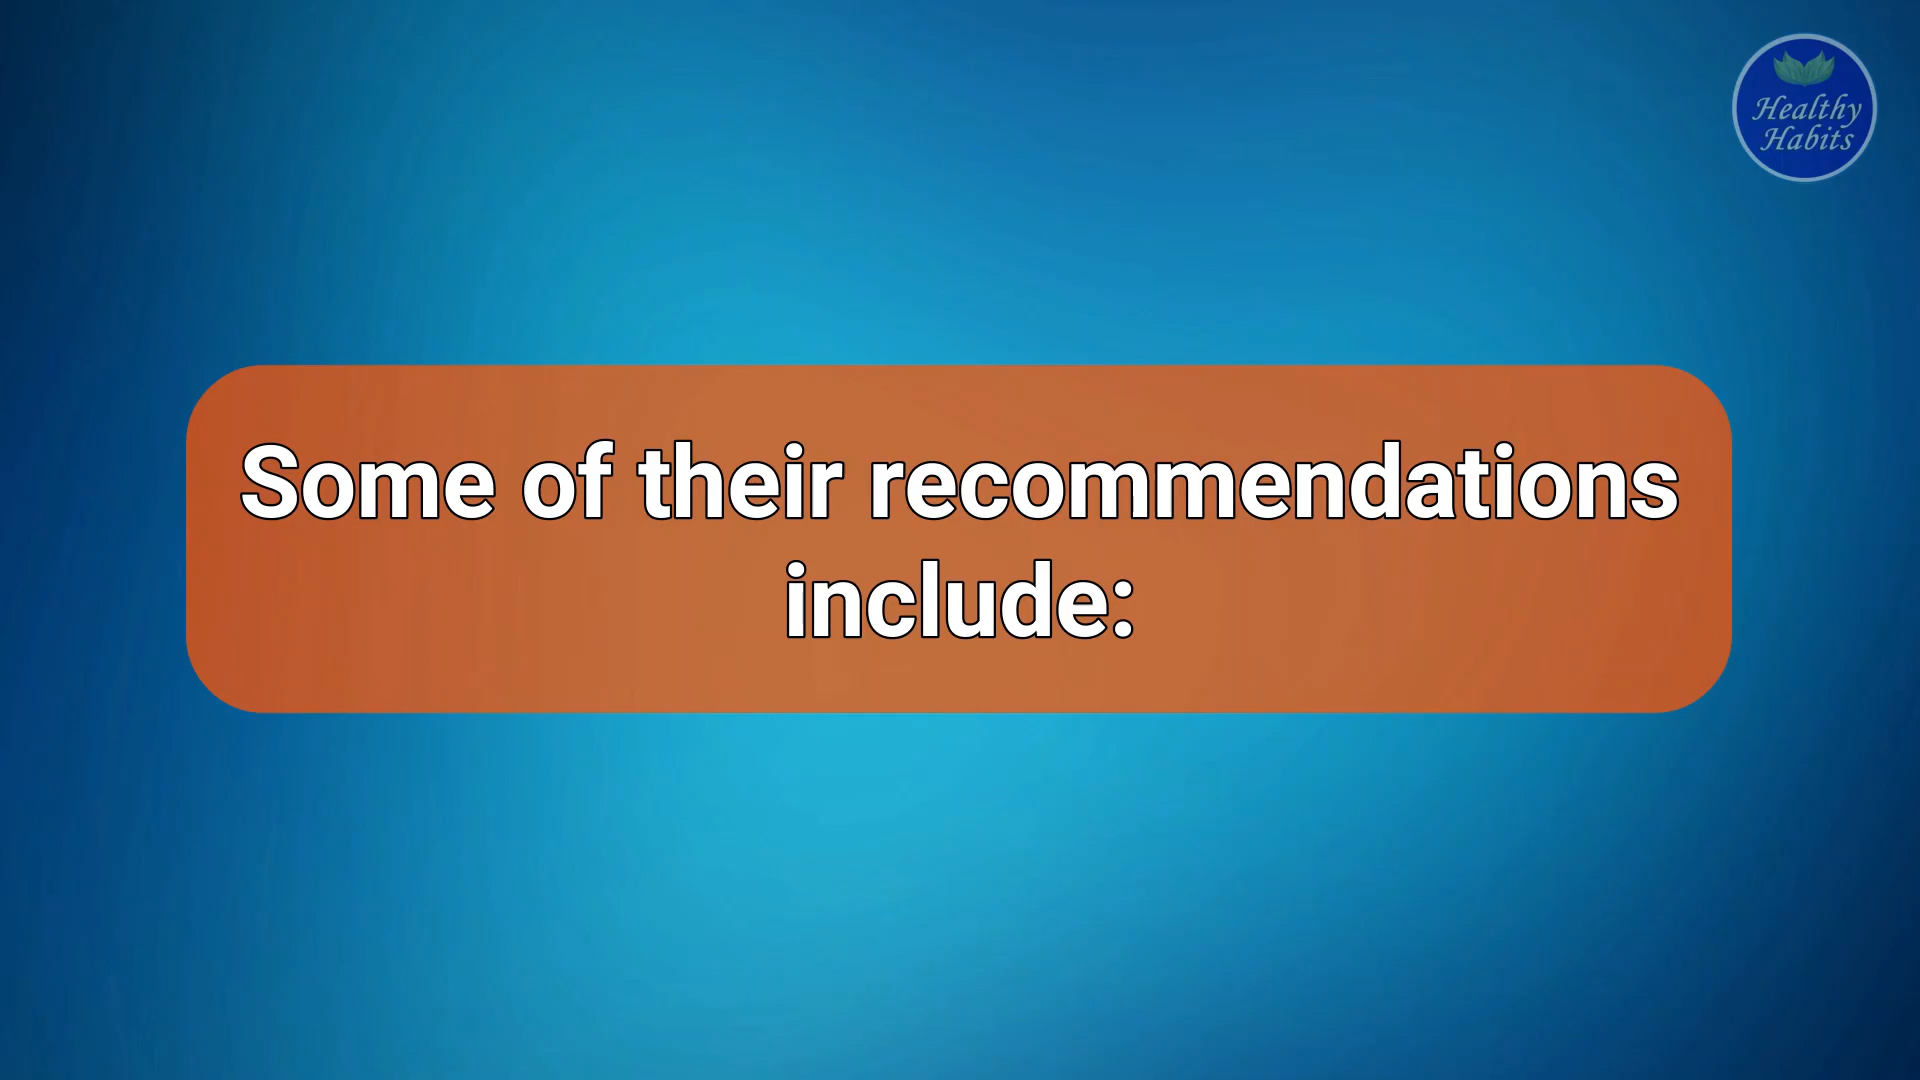 Healthy
Habits
Some of their recommendations
include: